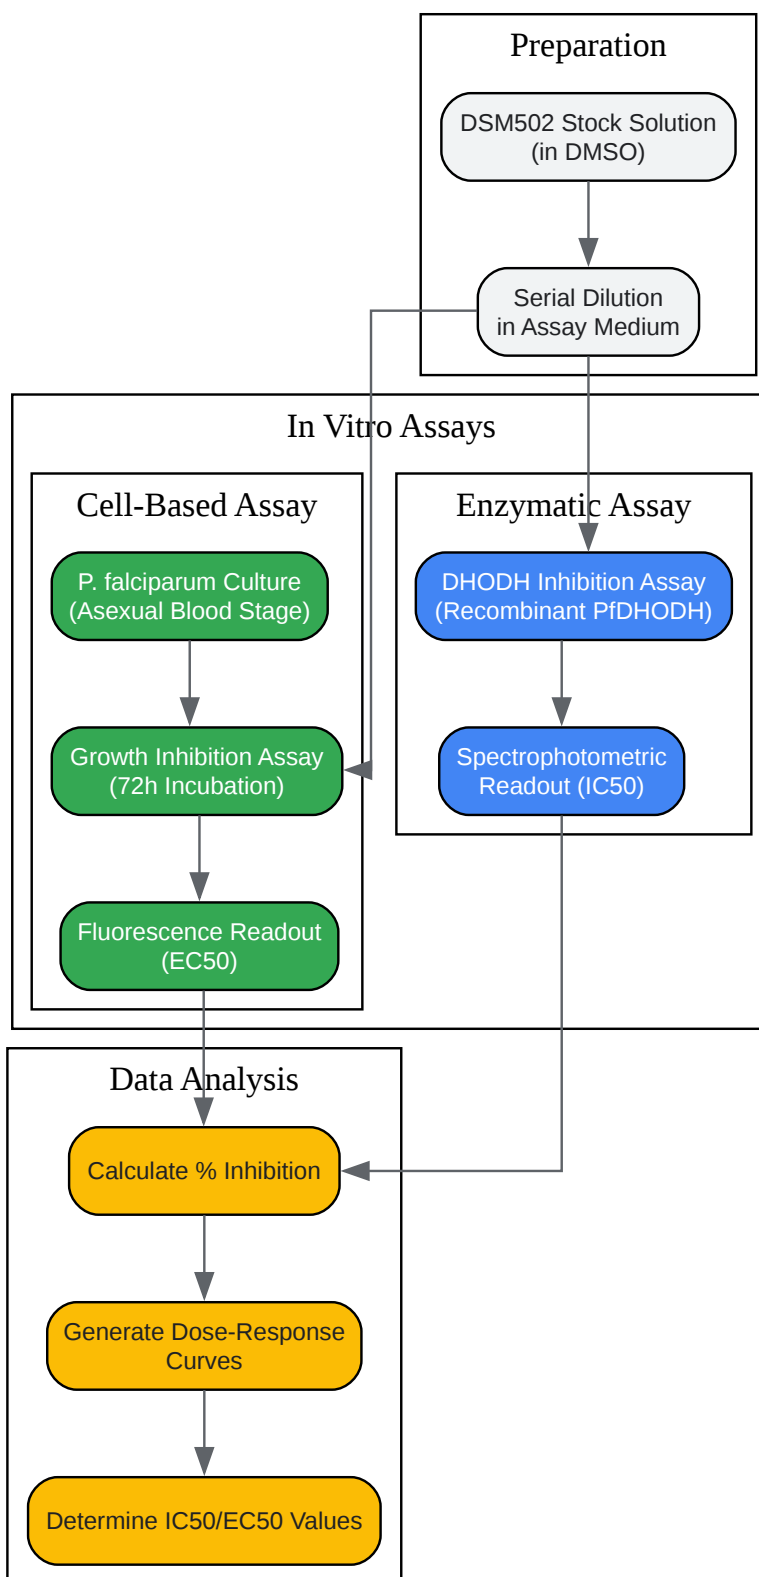 Preparation
DSM502 Stock Solution
(in DMSO)
Serial Dilution
in Assay Medium
In Vitro Assays
Cell-Based Assay
P. falciparum Culture
(Asexual Blood Stage)
Growth Inhibition Assay
(72h Incubation)
Fluorescence Readout
(EC50)
Enzymatic Assay
DHODH Inhibition Assay
(Recombinant PfDHODH)
Spectrophotometric
Readout (IC50)
Data Analysis
Calculate % Inhibition
Generate Dose-Response
Curves
Determine IC50/EC50 Values